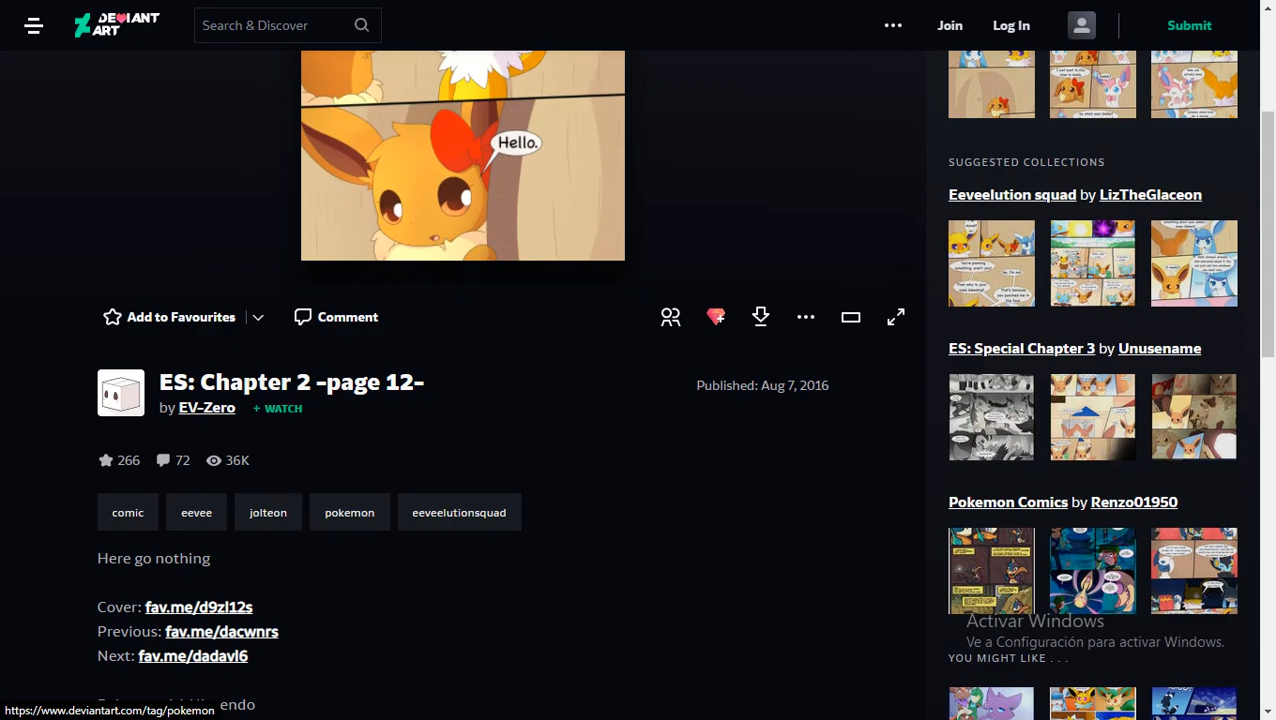 DEVIANT ART
Search & Discover
Join
Log In
Submit
Hello.
Add to Favourites
Comment
ES: Chapter 2 -page 12-
by EV-Zero + WATCH
Published: Aug 7, 2016
266 72 36K
comic eevee jolteon pokemon eeveelutionsquad
Here go nothing
Cover: fav.me/d9zl12s
Previous: fav.me/dacwnrs
Next: fav.me/dadavl6
SUGGESTED COLLECTIONS
Eeveelution squad by LizTheGlaceon
ES: Special Chapter 3 by Unusename
Pokemon Comics by Renzo01950
Activar Windows
Ve a Configuración para activar Windows.
YOU MIGHT LIKE . . .
https://www.deviantart.com/tag/pokemon